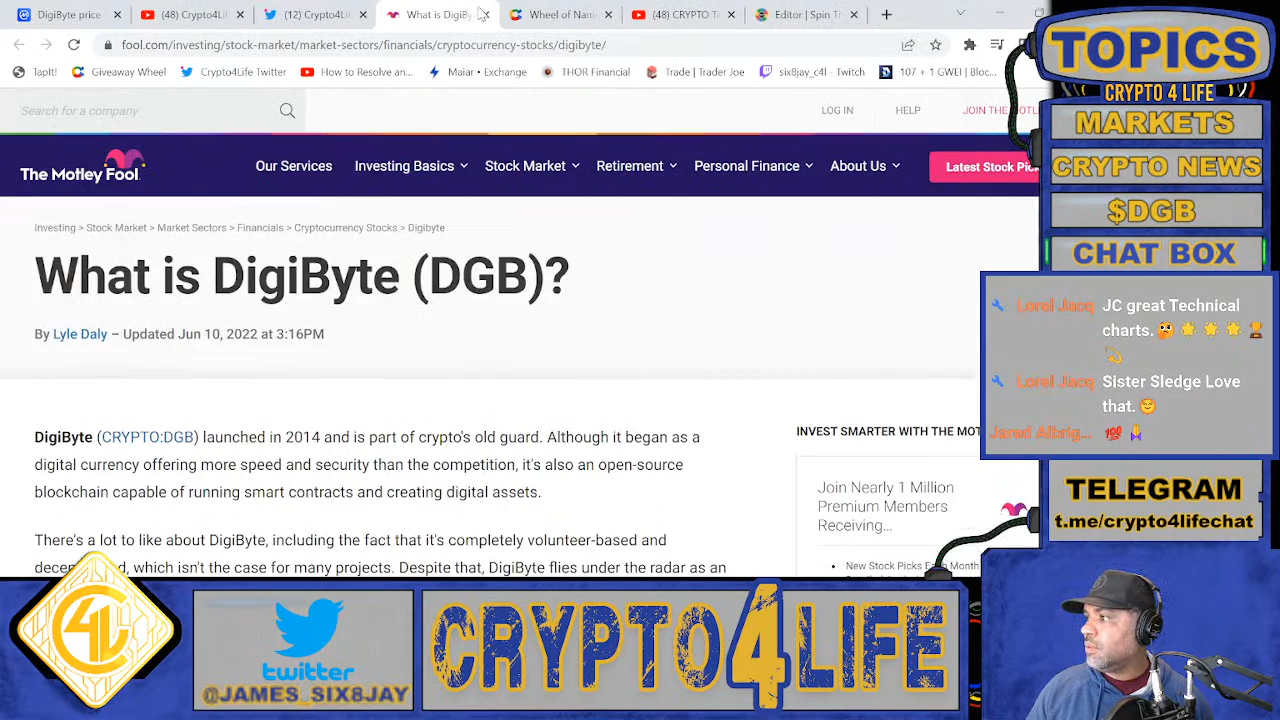 DigiByte price
(48) Crypto4Li
(12) Crypto4Li
What is DigiBy
Wheel of Nam
(48) CRYPTO TA
Editor | Spin T
fool.com/investing/stock-market/market-sectors/financials/cryptocurrency-stocks/digibyte/
TapIt!
Giveaway Wheel
Crypto4Life Twitter
How to Resolve an...
Maiar • Exchange
THOR Financial
Trade | Trader Joe
six8jay_c4l - Twitch
107 + 1 GWEI | Bloc...
Search for a company
LOG IN
HELP
JOIN THE MOTL
The Motley Fool
Our Services
Investing Basics
Stock Market
Retirement
Personal Finance
About Us
Latest Stock Pick
Investing > Stock Market > Market Sectors > Financials > Cryptocurrency Stocks > Digibyte
What is DigiByte (DGB)?
By Lyle Daly – Updated Jun 10, 2022 at 3:16PM
DigiByte (CRYPTO:DGB) launched in 2014 and is part of crypto's old guard. Although it began as a
digital currency offering more speed and security than the competition, it's also an open-source
blockchain capable of running smart contracts and creating digital assets.
There's a lot to like about DigiByte, including the fact that it's completely volunteer-based and
which isn't the case for many projects. Despite that, DigiByte flies under the radar as an
INVEST SMARTER WITH THE MOT
Join Nearly 1 Million
Premium Members
Receiving...
New Stock Picks Each Month
TOPICS
CRYPTO 4 LIFE
MARKETS
CRYPTO NEWS
$DGB
CHAT BOX
Lorel Jacq JC great Technical
charts. 🤔 🌟 🌟 🌟 🏆
💫
Lorel Jacq Sister Sledge Love
that. 😊
Jared Albrig... 💯
TELEGRAM
t.me/crypto4lifechat
C4L
twitter
@JAMES_SIX8JAY
CRYPTO4LIFE